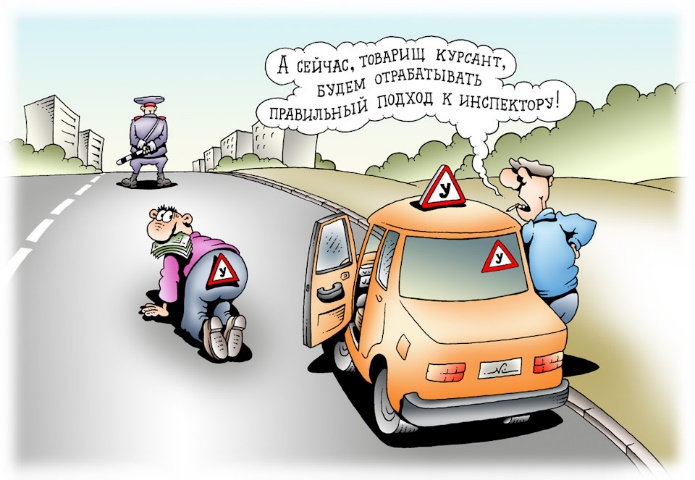 А СЕЙЧАС, ТОВАРИЩ КУРСАНТ,
БУДЕМ ОТРАБАТЫВАТЬ
ПРАВИЛЬНЫЙ ПОДХОД К ИНСПЕКТОРУ!
У
У
У